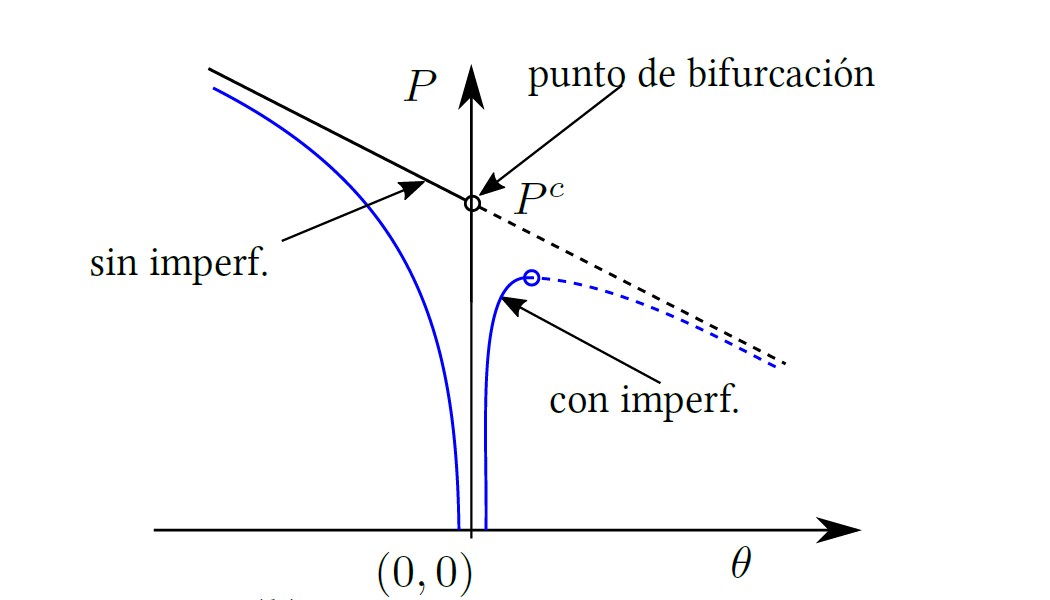 P
punto de bifurcación
P^c
sin imperf.
con imperf.
(0, 0)
θ